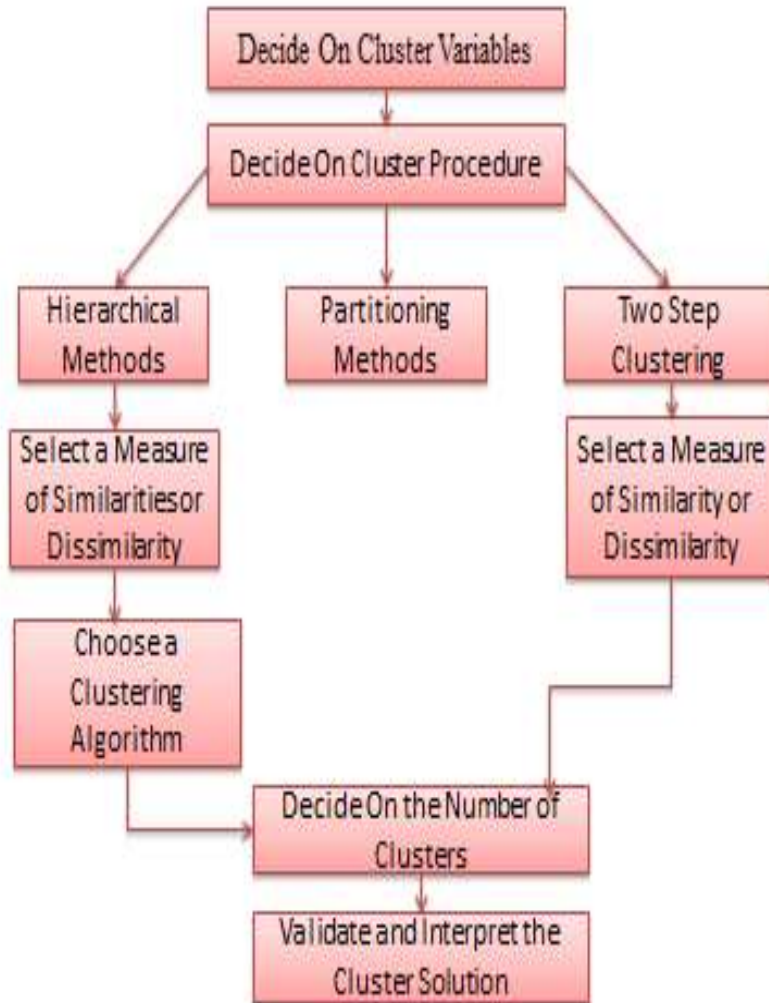 Decide On Cluster Variables
Decide On Cluster Procedure
Hierarchical
Methods
Partitioning
Methods
Two Step
Clustering
Select a Measure
of Similarities or
Dissimilarity
Select a Measure
of Similarity or
Dissimilarity
Choose a
Clustering
Algorithm
Decide On the Number of
Clusters
Validate and Interpret the
Cluster Solution